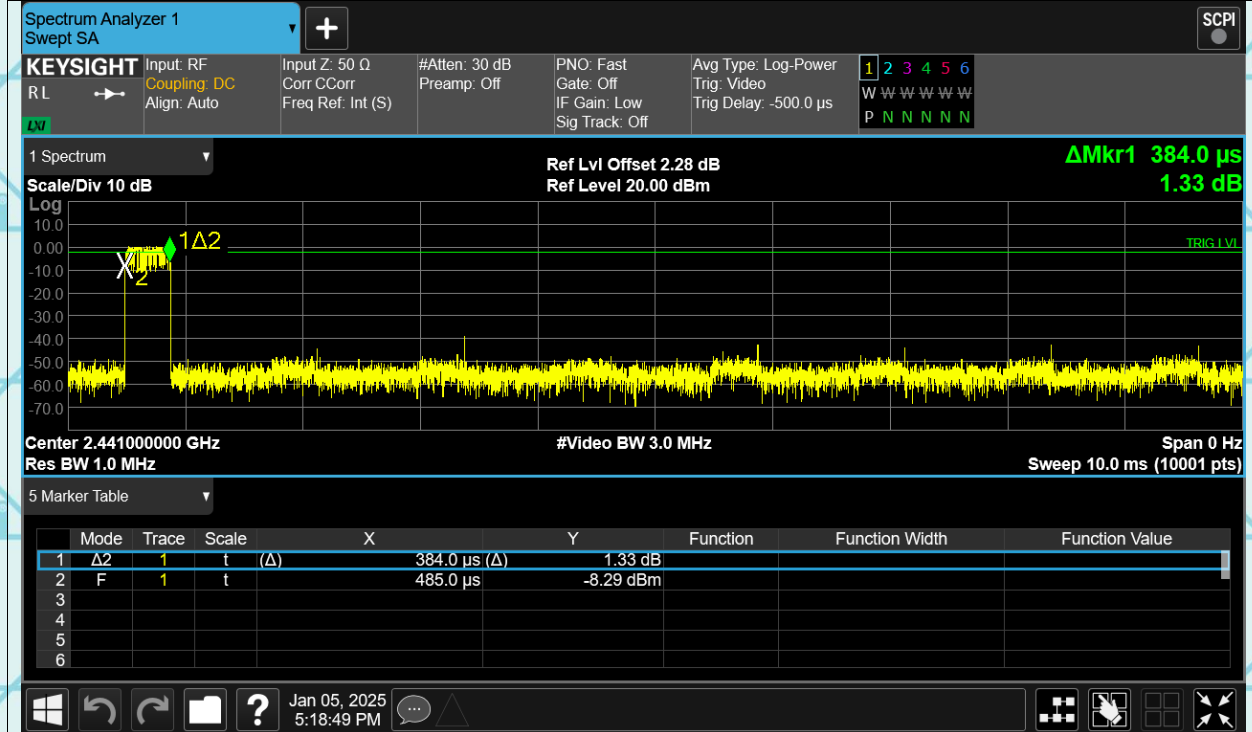 Spectrum Analyzer 1
Swept SA
SCPI
KEYSIGHT
R L
LXI
Input: RF
Coupling: DC
Align: Auto
Input Z: 50 Ω
Corr CCorr
Freq Ref: Int (S)
#Atten: 30 dB
Preamp: Off
PNO: Fast
Gate: Off
IF Gain: Low
Sig Track: Off
Avg Type: Log-Power
Trig: Video
Trig Delay: -500.0 µs
1 2 3 4 5 6
W W W W W W
P N N N N N
1 Spectrum
Scale/Div 10 dB
Ref Lvl Offset 2.28 dB
Ref Level 20.00 dBm
ΔMkr1 384.0 µs
1.33 dB
Log
10.0
0.00
-10.0
-20.0
-30.0
-40.0
-50.0
-60.0
-70.0
1Δ2
2
TRIG LVL
Center 2.441000000 GHz
#Video BW 3.0 MHz
Span 0 Hz
Res BW 1.0 MHz
Sweep 10.0 ms (10001 pts)
5 Marker Table
Mode Trace Scale X Y Function Function Width Function Value
1 Δ2 1 t (Δ) 384.0 µs (Δ) 1.33 dB
2 F 1 t 485.0 µs -8.29 dBm
3
4
5
6
?
Jan 05, 2025
5:18:49 PM